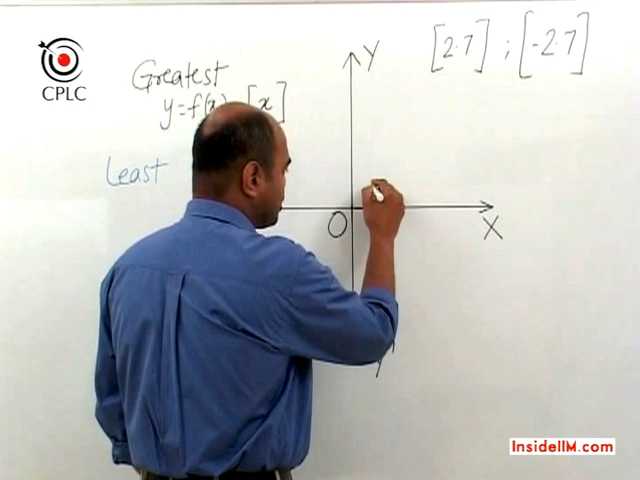 CPLC
Greatest
y=f(x) [x]
[2.7] ; [-2.7]
Least
Y
O
X
InsideIIM.com